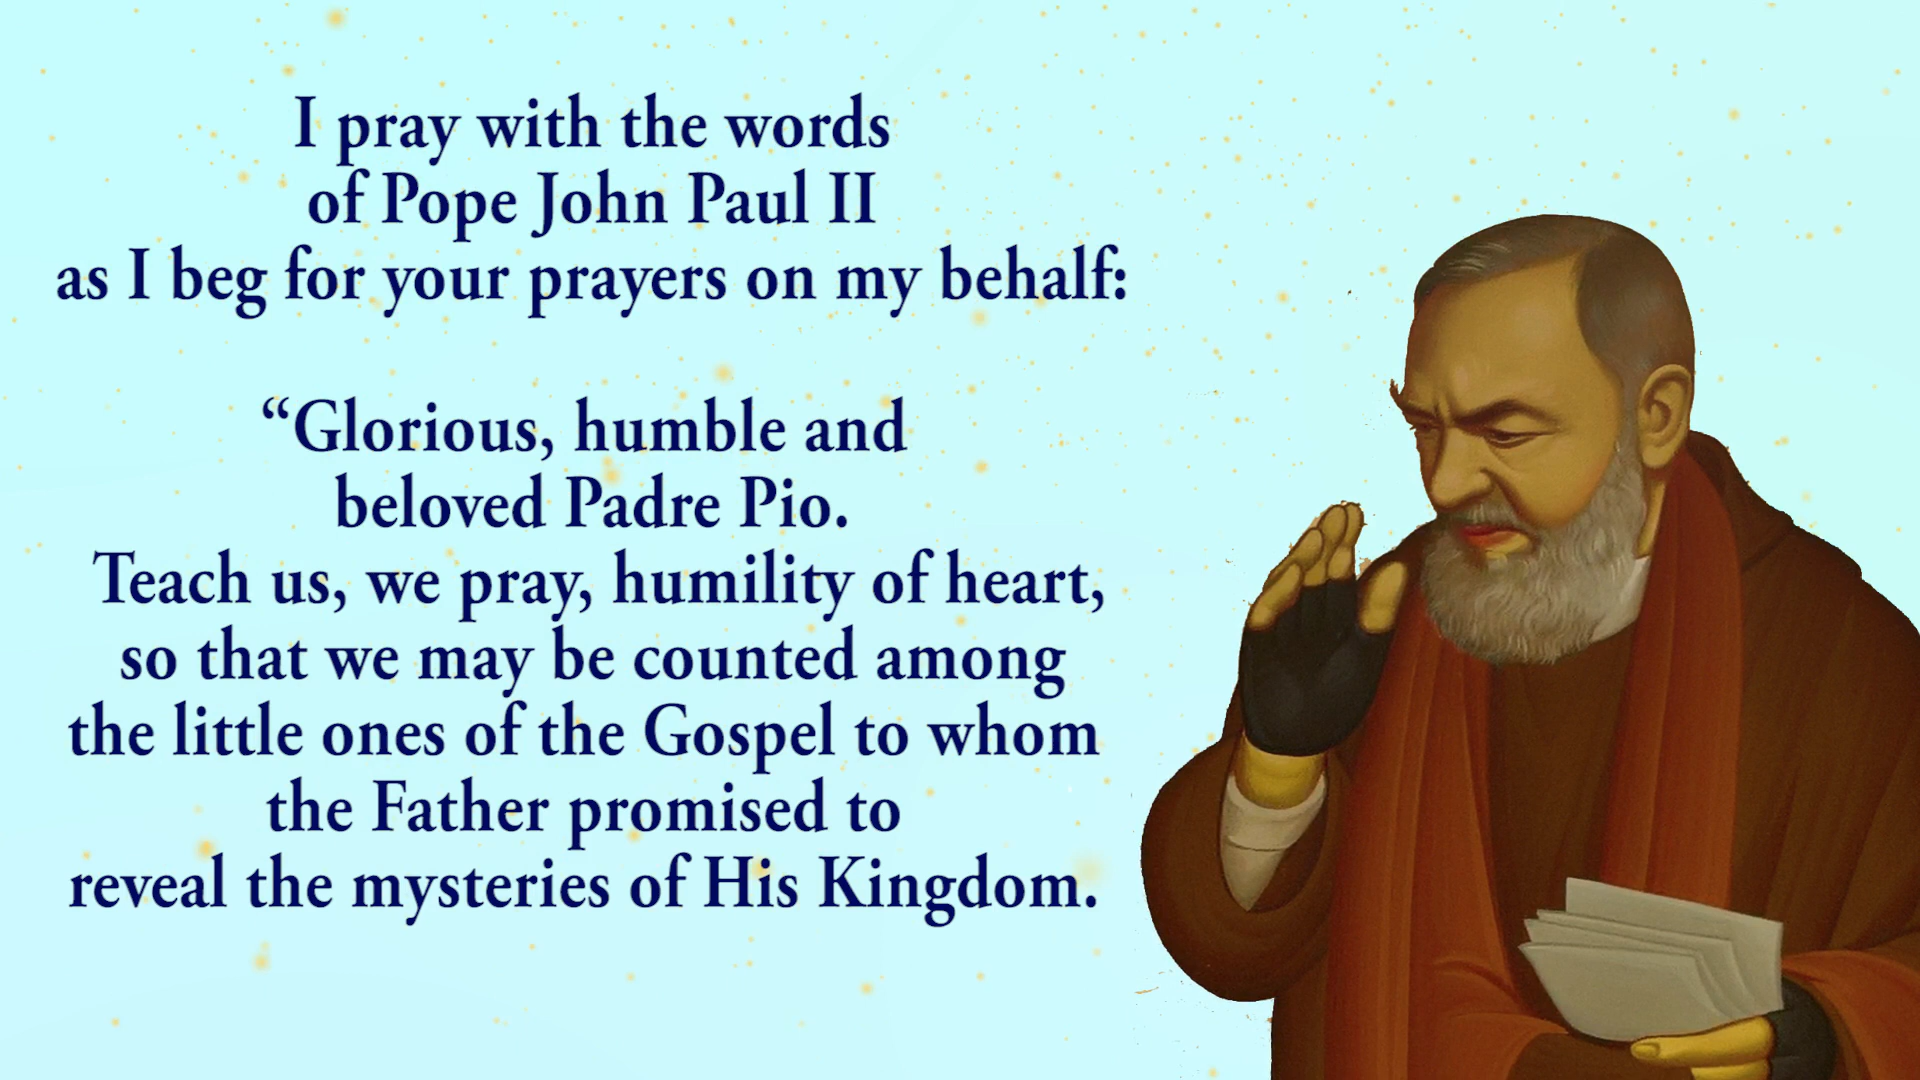 I pray with the words
of Pope John Paul II
as I beg for your prayers on my behalf:
“Glorious, humble and
beloved Padre Pio.
Teach us, we pray, humility of heart,
so that we may be counted among
the little ones of the Gospel to whom
the Father promised to
reveal the mysteries of His Kingdom.